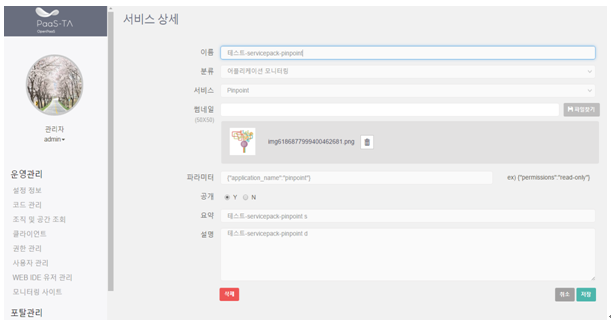 PaaS-TA
OpenPaaS
관리자
admin
운영관리
설정 정보
코드 관리
조직 및 공간 조회
클라이언트
권한 관리
사용자 관리
WEB IDE 유저 관리
모니터링 사이트
포탈관리
서비스 상세
이름 테스트-servicepack-pinpoint
분류 어플리케이션 모니터링
서비스 Pinpoint
썸네일 파일찾기
(50X50)
img6186877999400462681.png
파라미터 {"application_name":"pinpoint"} ex) {"permissions":"read-only"}
공개 Y N
요약 테스트-servicepack-pinpoint s
설명 테스트-servicepack-pinpoint d
삭제 취소 저장